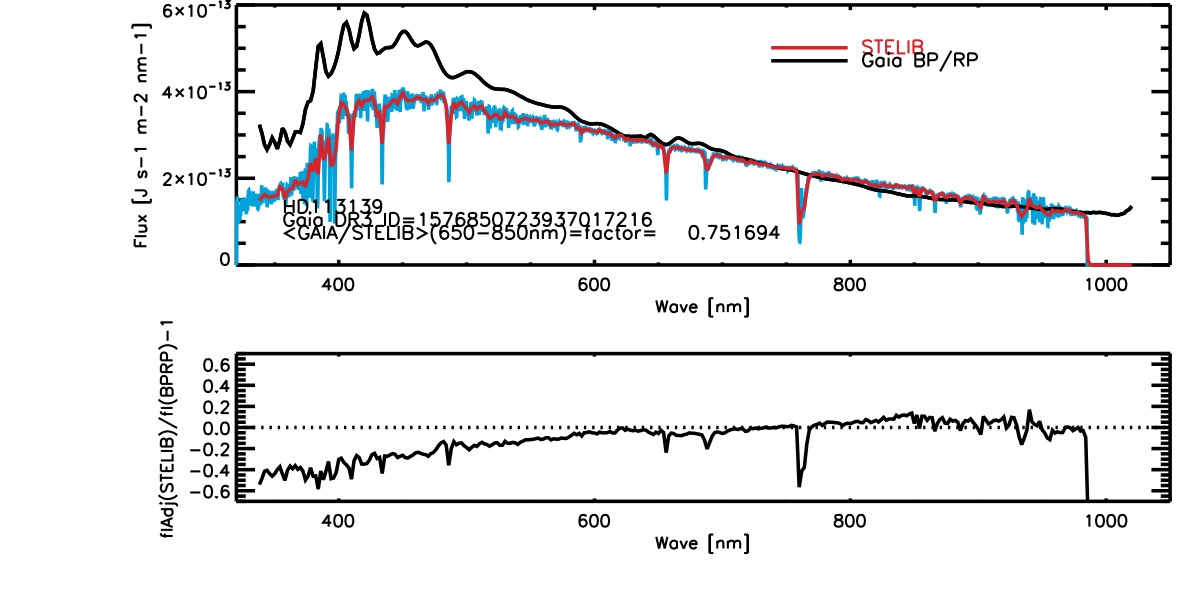 6×10−13
4×10−13
2×10−13
0
Flux [J s−1 m−2 nm−1]
STELIB
Gaia BP/RP
HD113139
Gaia DR3 ID=1576850723937017216
<GAIA/STELIB>(650−850nm)=factor= 0.751694
400 600 800 1000
Wave [nm]
flAdj(STELIB)/fl(BPRP)−1
0.6
0.4
0.2
0.0
−0.2
−0.4
−0.6
400 600 800 1000
Wave [nm]